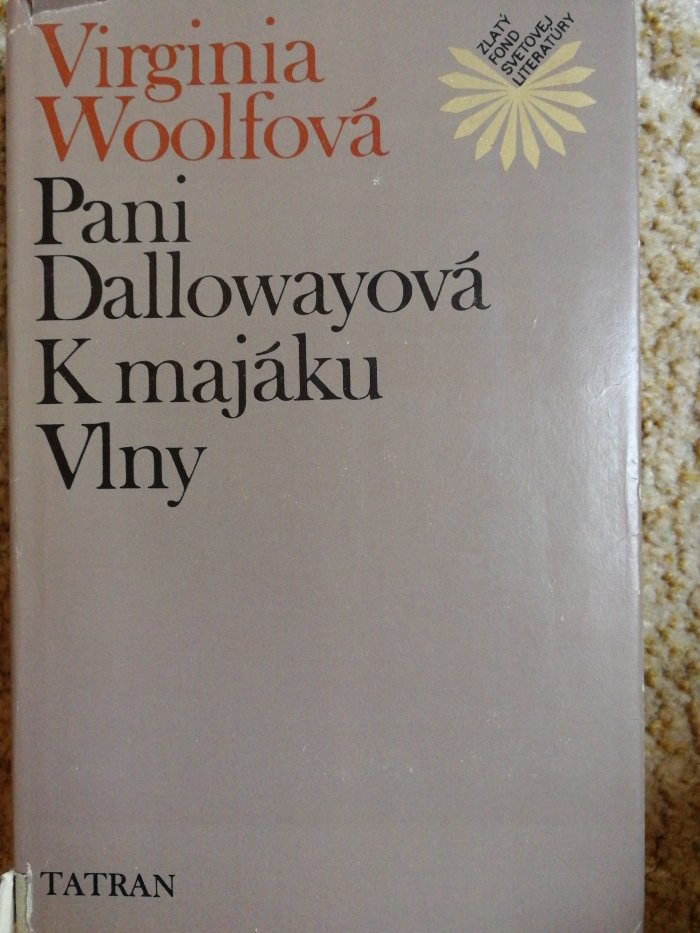 Virginia
Woolfová
ZLATÝ
FOND
SVETOVEJ
LITERATÚRY
Pani
Dallowayová
K majáku
Vlny
TATRAN